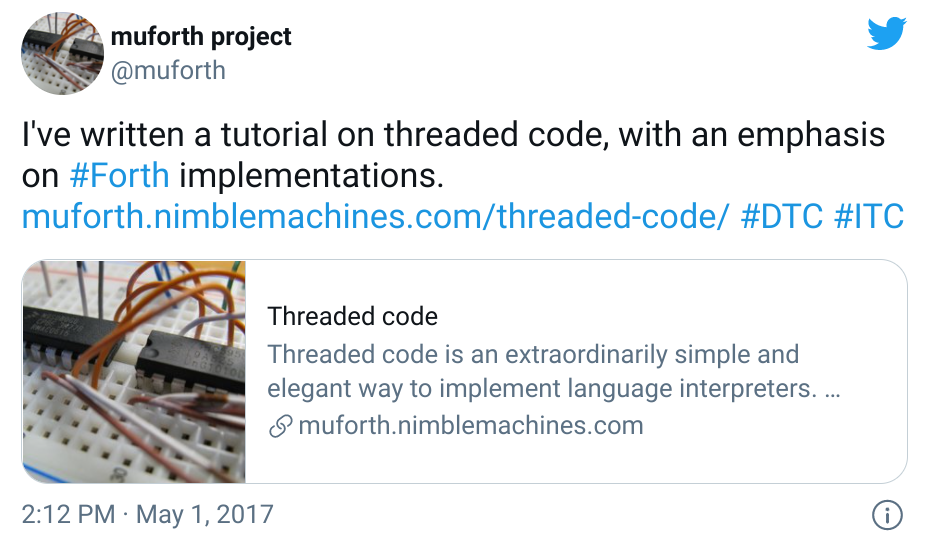 muforth project
@muforth
I've written a tutorial on threaded code, with an emphasis
on #Forth implementations.
muforth.nimblemachines.com/threaded-code/ #DTC #ITC
Threaded code
Threaded code is an extraordinarily simple and
elegant way to implement language interpreters. ...
muforth.nimblemachines.com
2:12 PM · May 1, 2017